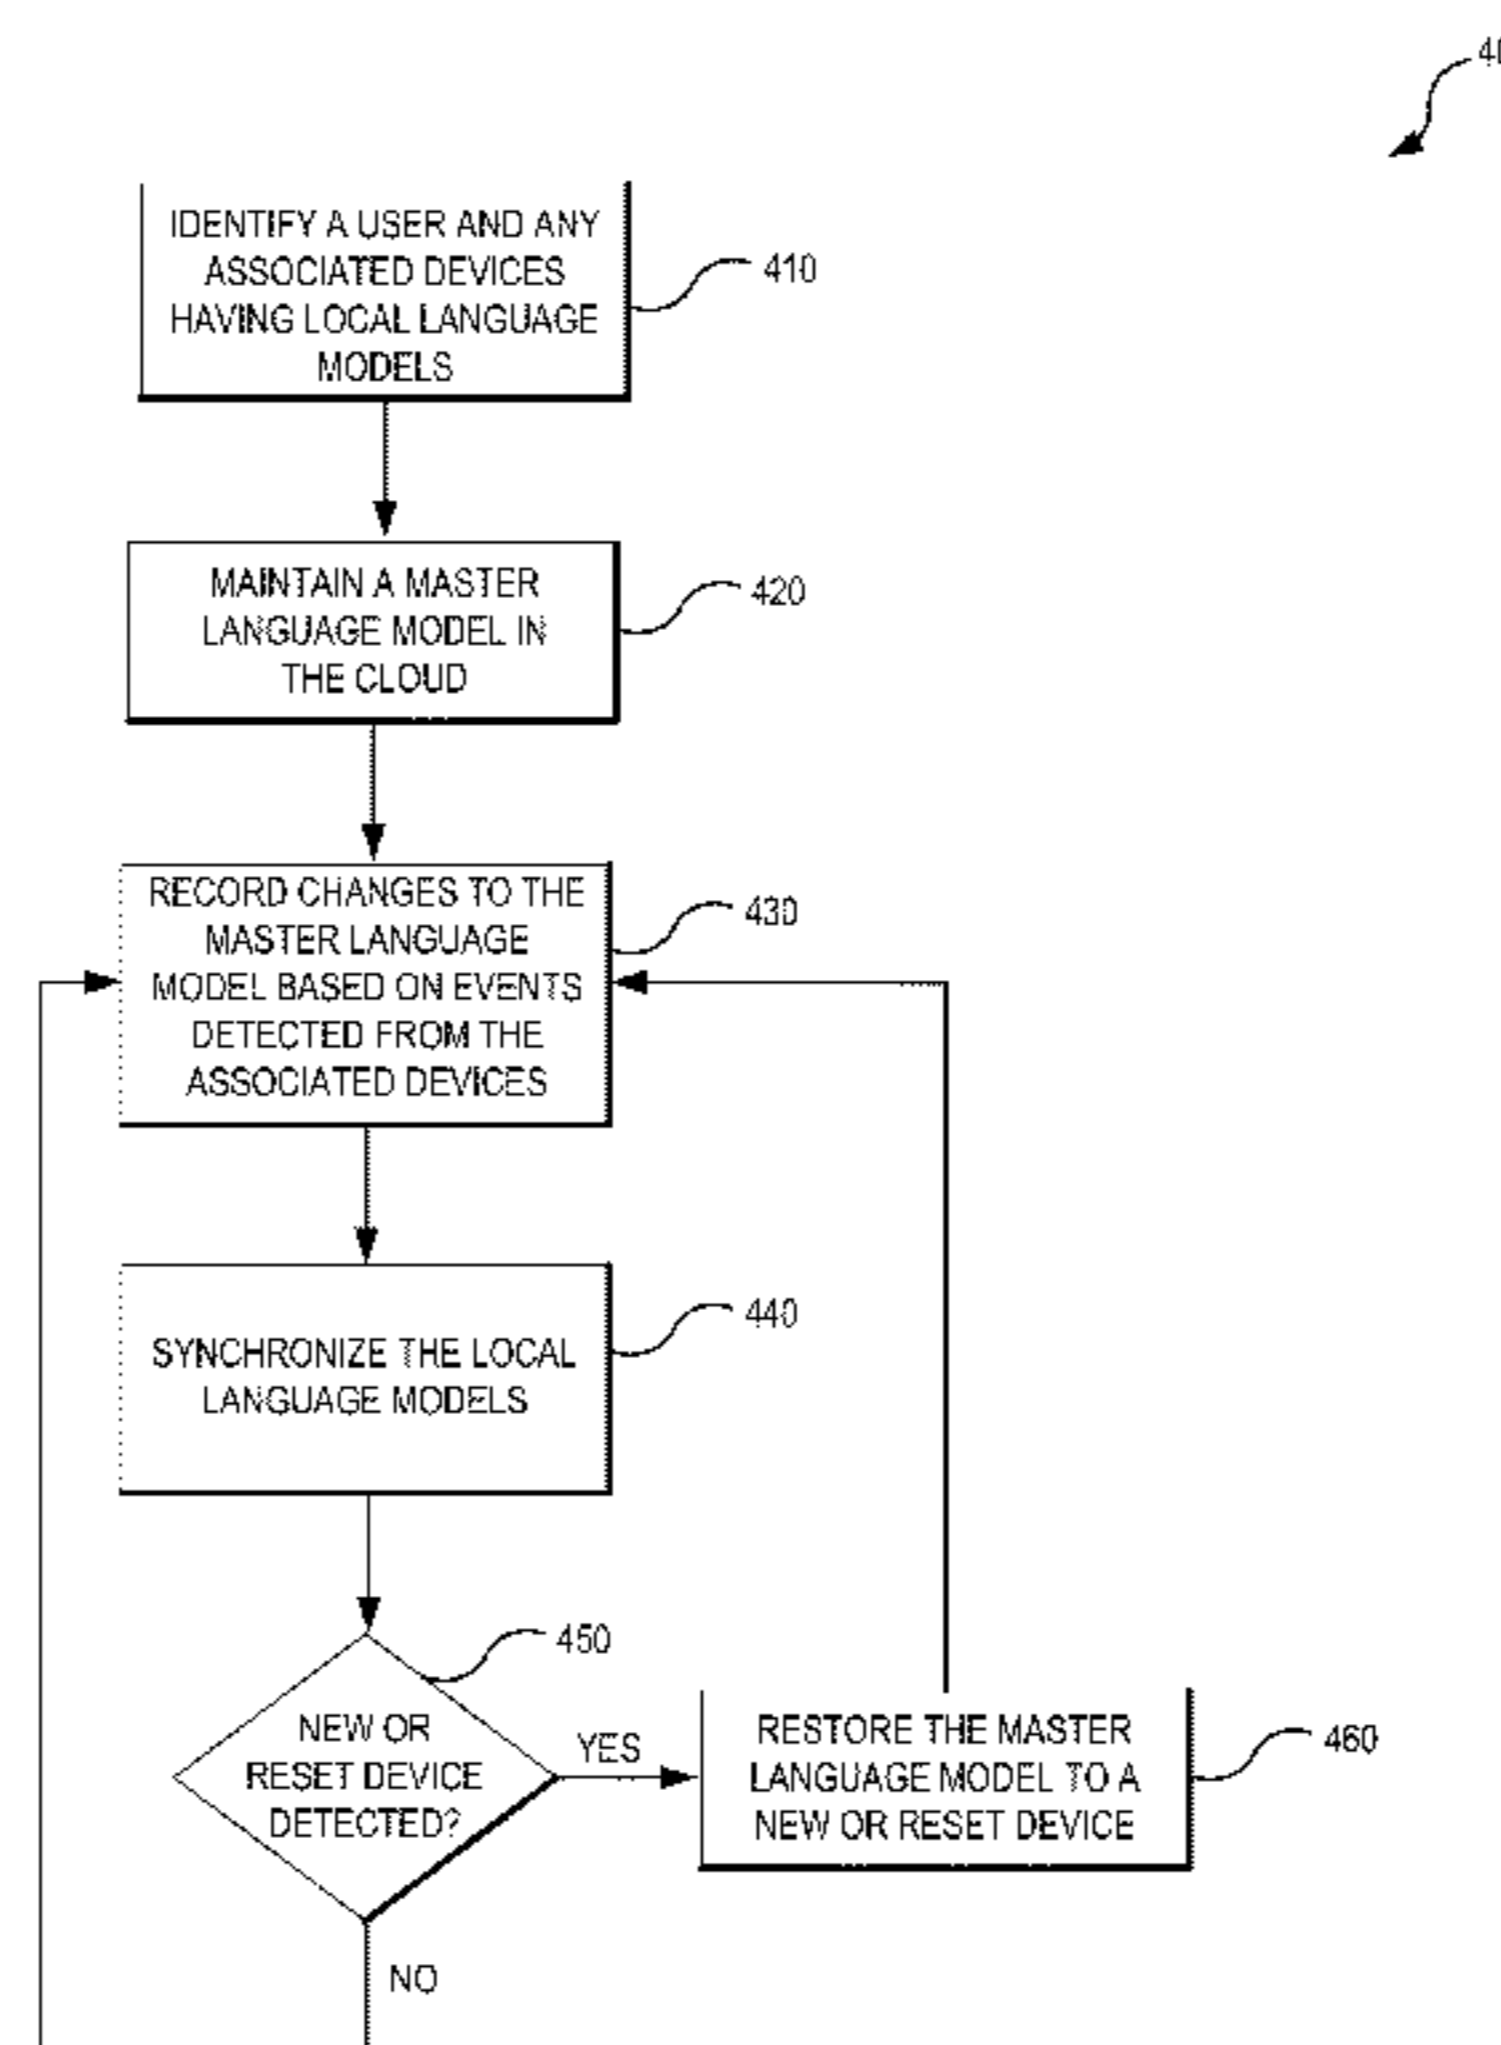 IDENTIFY A USER AND ANY
ASSOCIATED DEVICES
HAVING LOCAL LANGUAGE
MODELS
410
MAINTAIN A MASTER
LANGUAGE MODEL IN
THE CLOUD
420
RECORD CHANGES TO THE
MASTER LANGUAGE
MODEL BASED ON EVENTS
DETECTED FROM THE
ASSOCIATED DEVICES
430
SYNCHRONIZE THE LOCAL
LANGUAGE MODELS
440
NEW OR
RESET DEVICE
DETECTED?
450
YES
RESTORE THE MASTER
LANGUAGE MODEL TO A
NEW OR RESET DEVICE
460
NO